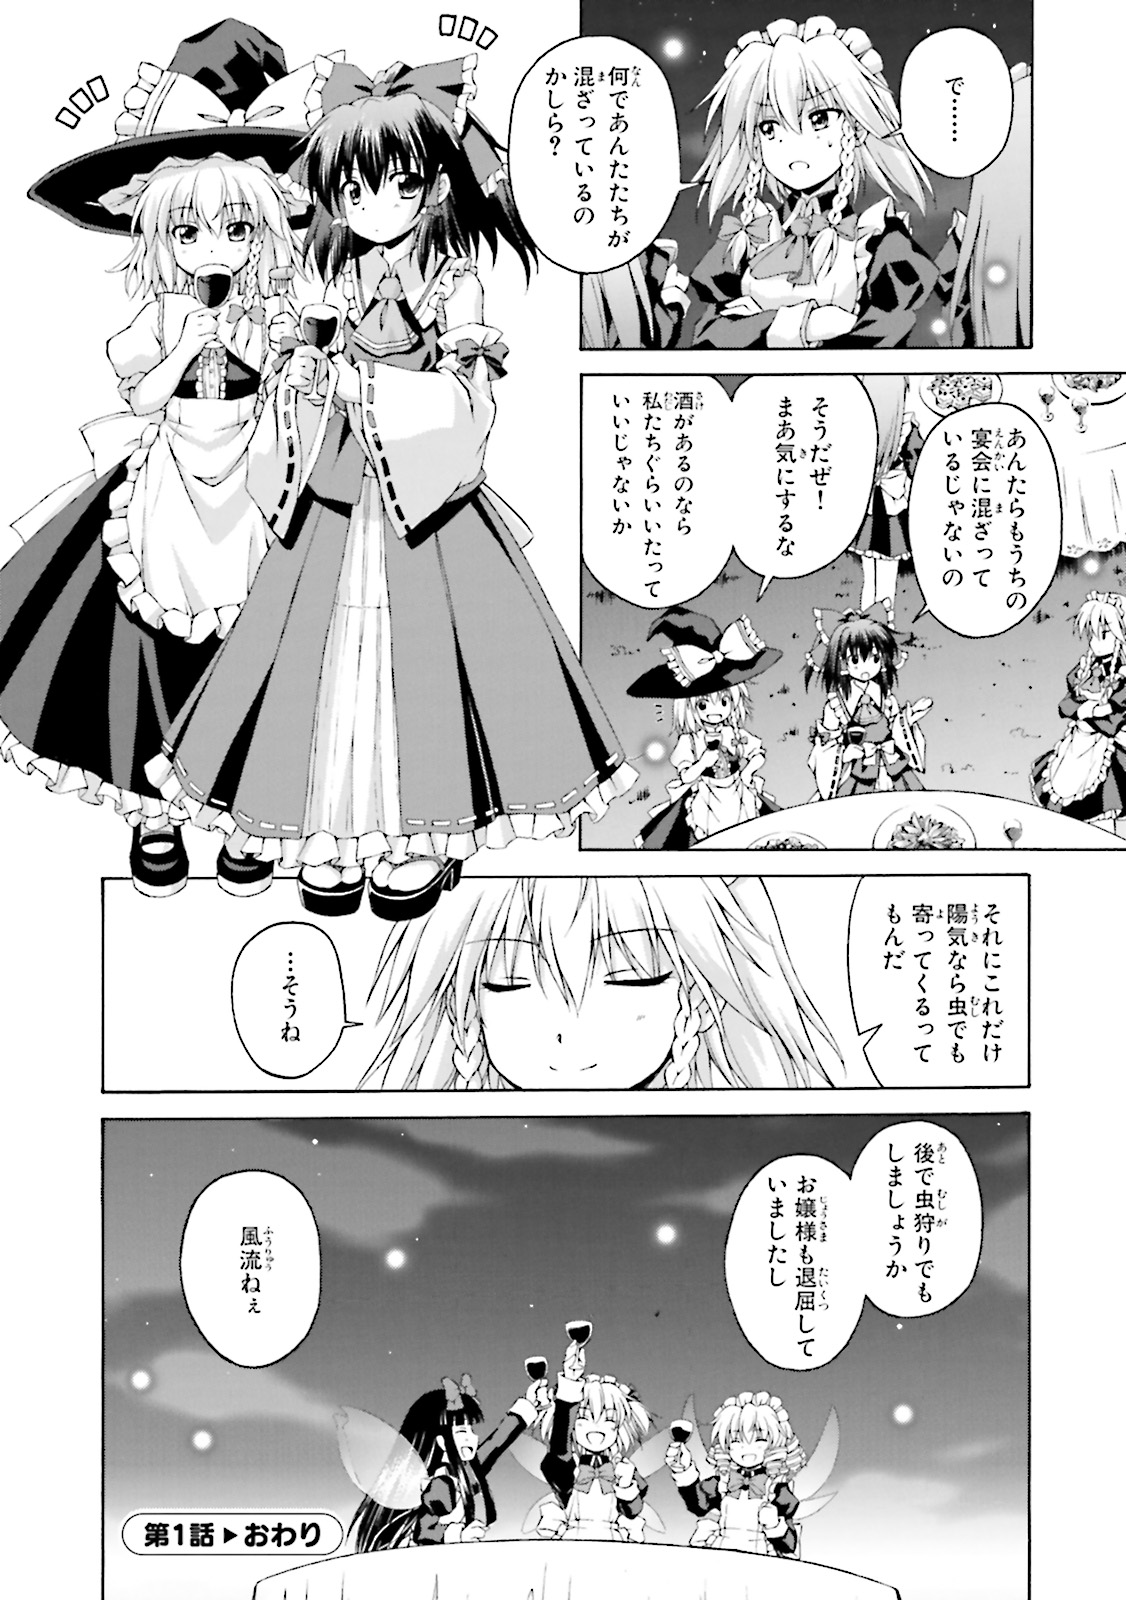 で……
何であんたたちが
混ざっているの
かしら？
あんたらもうちの
宴会に混ざって
いるじゃないの
そうだぜ！
まあ気にするな
酒があるのなら
私たちぐらいいたって
いいじゃないか
それにこれだけ
陽気なら虫でも
寄ってくるって
もんだ
…そうね
後で虫狩りでも
しましょうか
お嬢様も退屈して
いましたし
風流ねぇ
第1話▶おわり